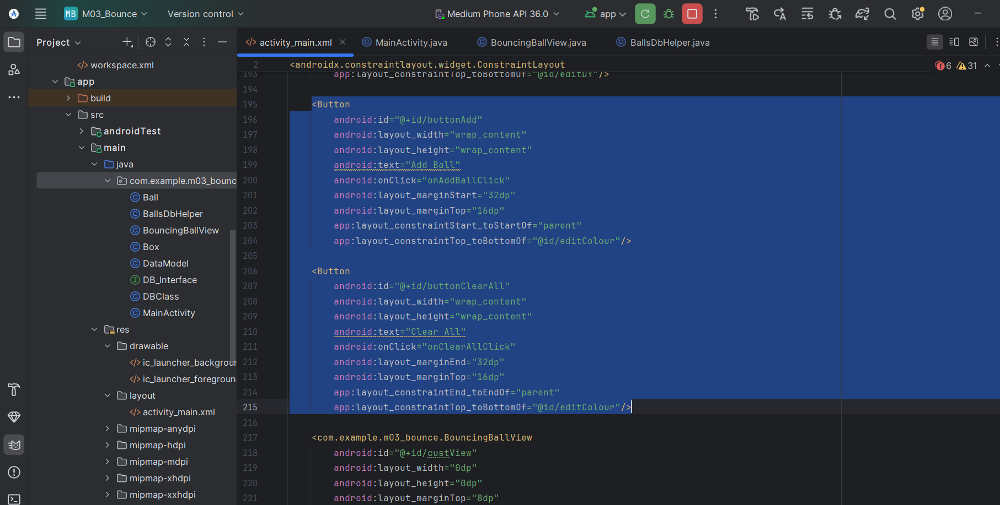 MB M03_Bounce Version control Medium Phone API 36.0 app
Project
activity_main.xml MainActivity.java BouncingBallView.java BallsDbHelper.java
workspace.xml
app
build
src
androidTest
main
java
com.example.m03_bounc
Ball
BallsDbHelper
BouncingBallView
Box
DataModel
DB_Interface
DBClass
MainActivity
res
drawable
ic_launcher_backgroun
ic_launcher_foregroun
layout
activity_main.xml
mipmap-anydpi
mipmap-hdpi
mipmap-mdpi
mipmap-xhdpi
mipmap-xxhdpi
2 <androidx.constraintlayout.widget.ConstraintLayout 6 31
193 app:layout_constraintTop_toBottomOf="@id/editDY"/>
194
195 <Button
196 android:id="@+id/buttonAdd"
197 android:layout_width="wrap_content"
198 android:layout_height="wrap_content"
199 android:text="Add Ball"
200 android:onClick="onAddBallClick"
201 android:layout_marginStart="32dp"
202 android:layout_marginTop="16dp"
203 app:layout_constraintStart_toStartOf="parent"
204 app:layout_constraintTop_toBottomOf="@id/editColour"/>
205
206 <Button
207 android:id="@+id/buttonClearAll"
208 android:layout_width="wrap_content"
209 android:layout_height="wrap_content"
210 android:text="Clear All"
211 android:onClick="onClearAllClick"
212 android:layout_marginEnd="32dp"
213 android:layout_marginTop="16dp"
214 app:layout_constraintEnd_toEndOf="parent"
215 app:layout_constraintTop_toBottomOf="@id/editColour"/>
216
217 <com.example.m03_bounce.BouncingBallView
218 android:id="@+id/custView"
219 android:layout_width="0dp"
220 android:layout_height="0dp"
221 android:layout_marginTop="8dp"